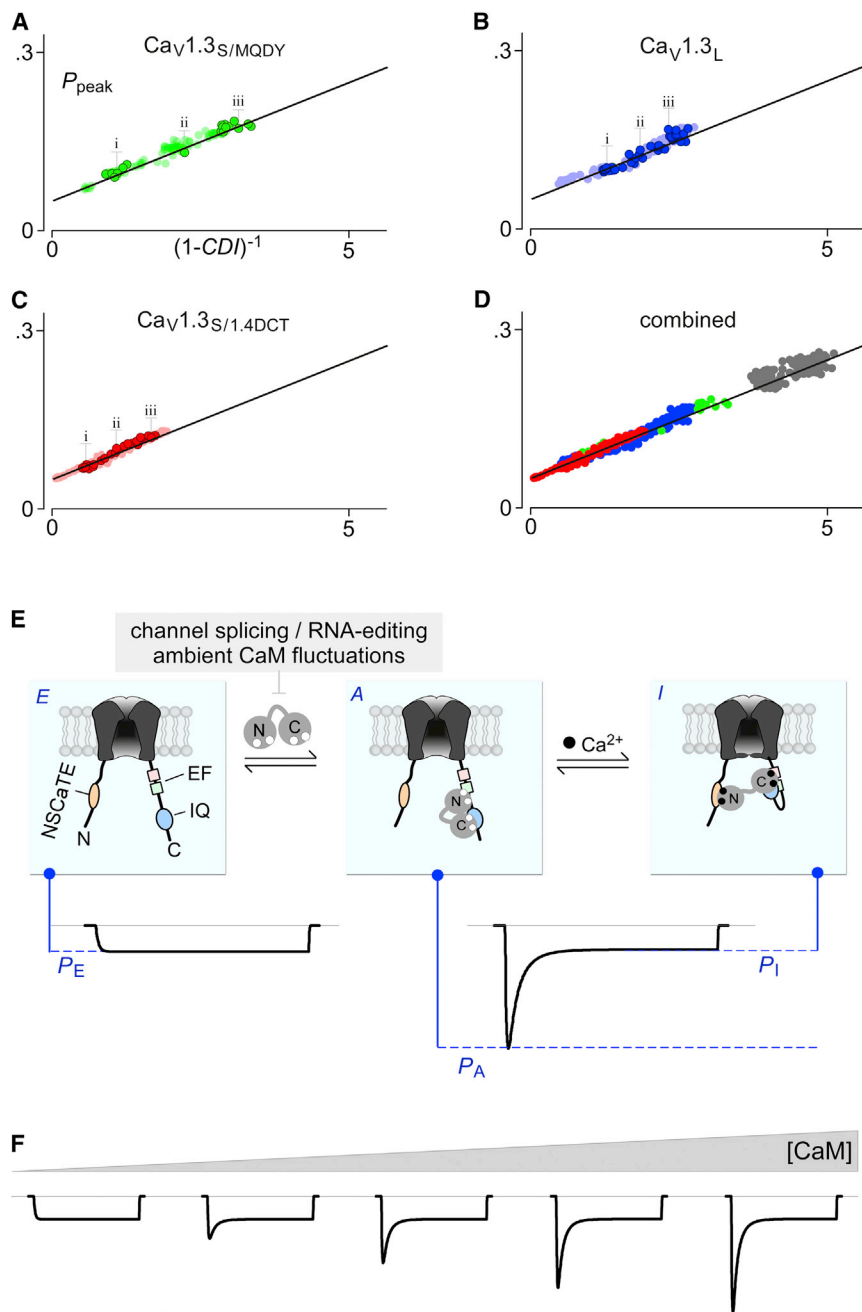 A
CaV1.3S/MQDY
.3
Ppeak
i
ii
iii
0
0
(1-CDI)-1
5
B
CaV1.3L
.3
i
ii
iii
0
0
5
C
CaV1.3S/1.4DCT
.3
i
ii
iii
0
0
5
D
combined
.3
0
0
5
E
channel splicing / RNA-editing
ambient CaM fluctuations
E
NSCaTE
N
EF
IQ
C
N
C
A
N
C
Ca2+
I
N
C
PE
PA
PI
F
[CaM]